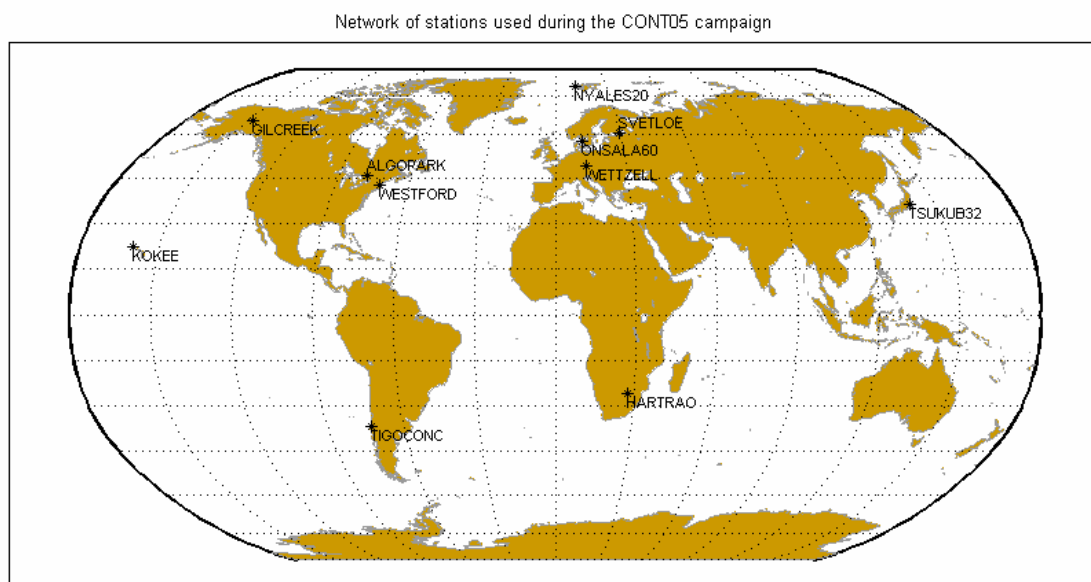 Network of stations used during the CONT05 campaign
NYALES20
GILCREEK
SVETLOE
ONSALA60
ALGOPARK
WETTZELL
WESTFORD
TSUKUB32
KOKEE
HARTRAO
TIGOCONC